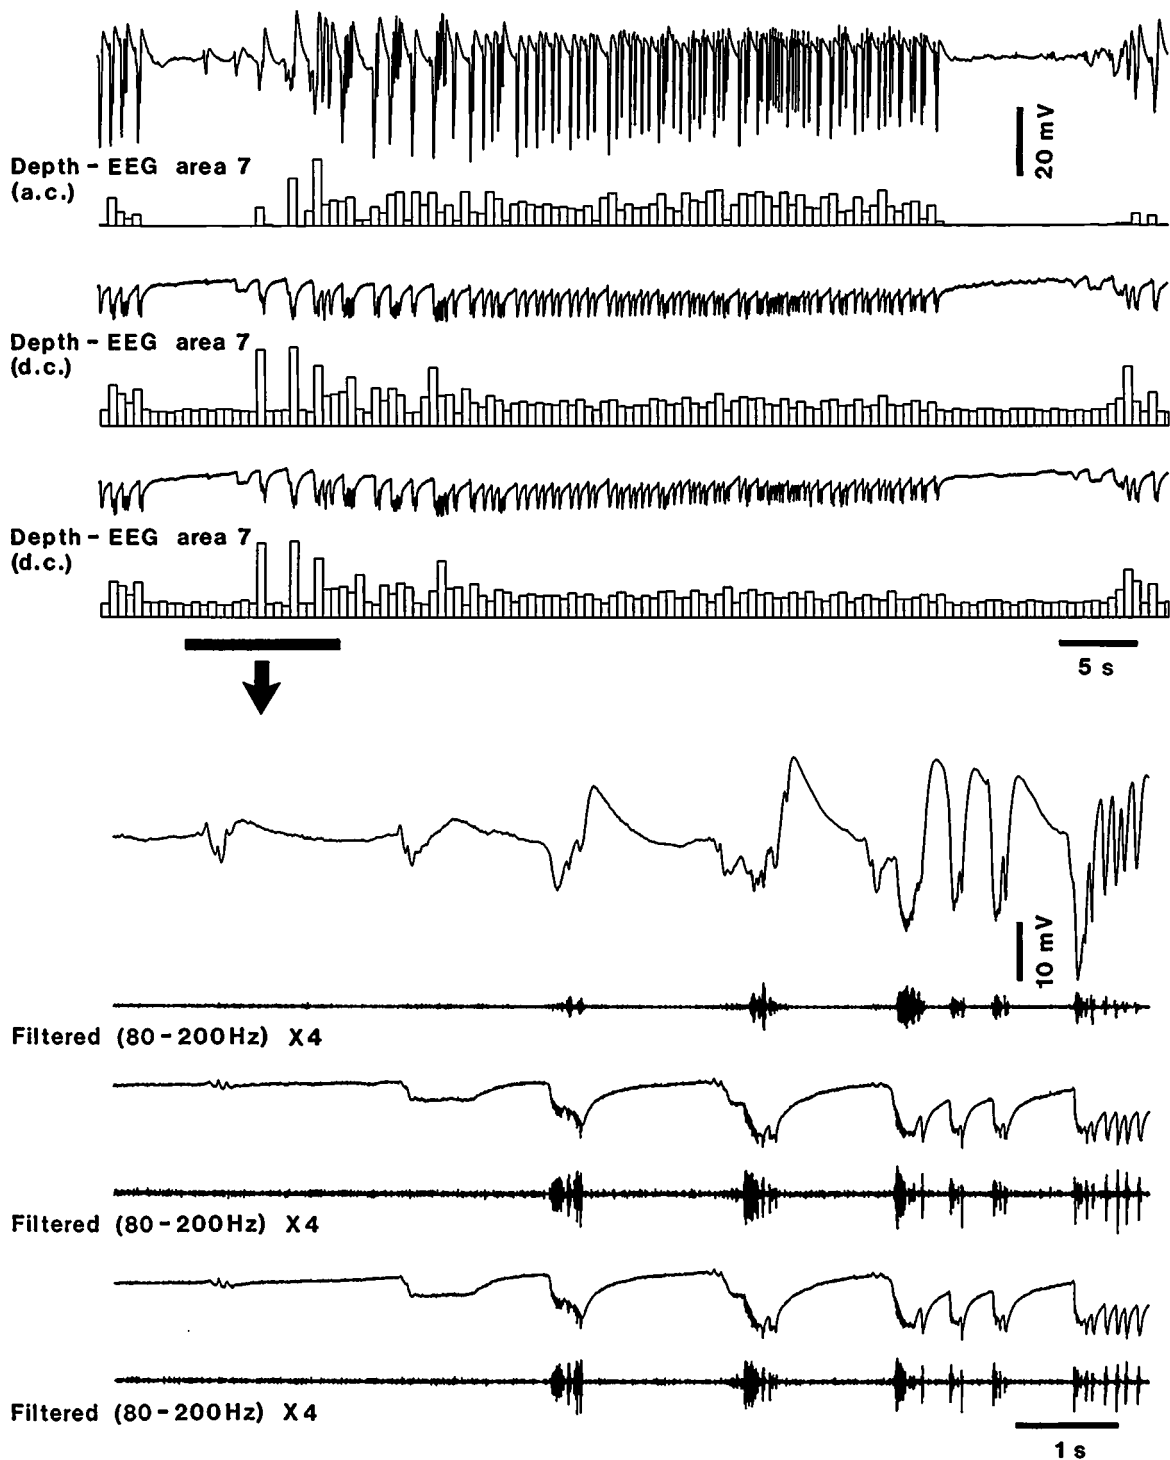 20 mV
Depth - EEG area 7
(a.c.)
Depth - EEG area 7
(d.c.)
Depth - EEG area 7
(d.c.)
5 s
10 mV
Filtered (80-200Hz) X4
Filtered (80-200Hz) X4
Filtered (80-200Hz) X4
1 s